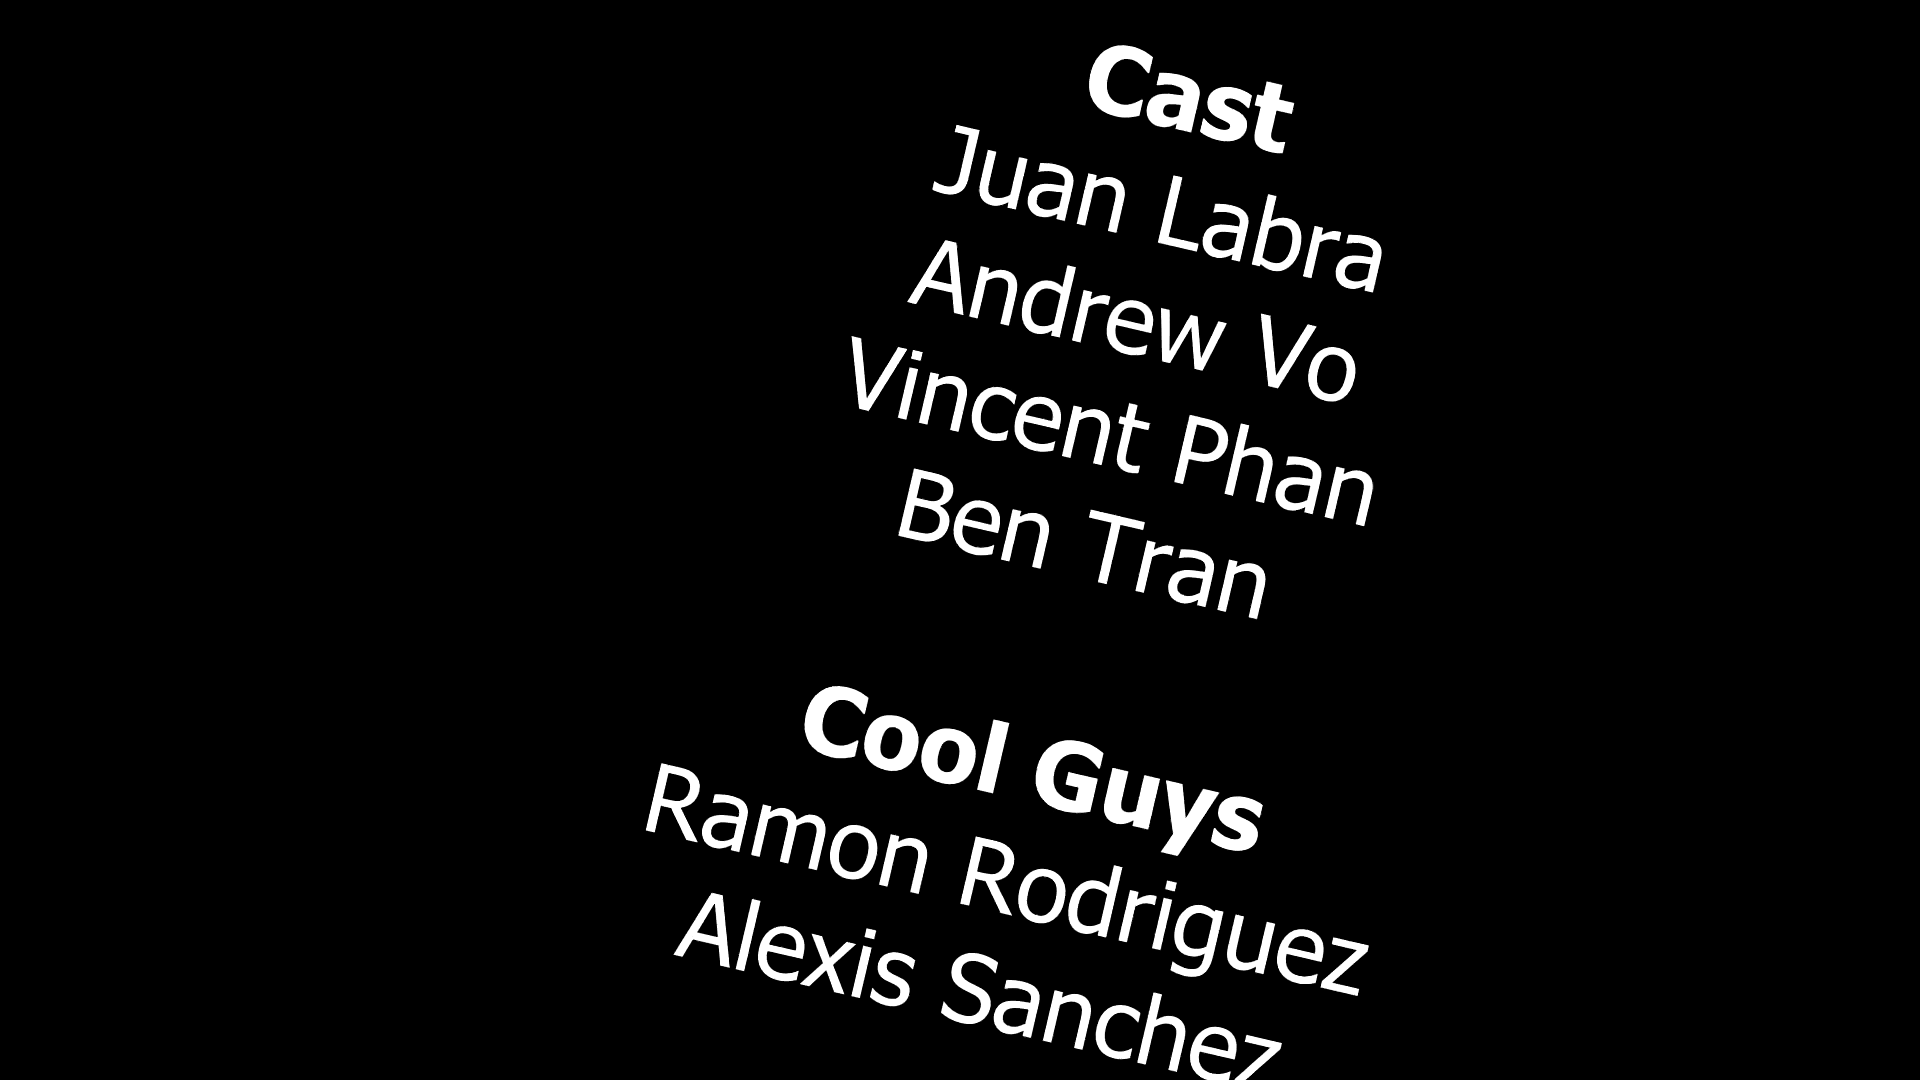 Cast
Juan Labra
Andrew Vo
Vincent Phan
Ben Tran
Cool Guys
Ramon Rodriguez
Alexis Sanchez